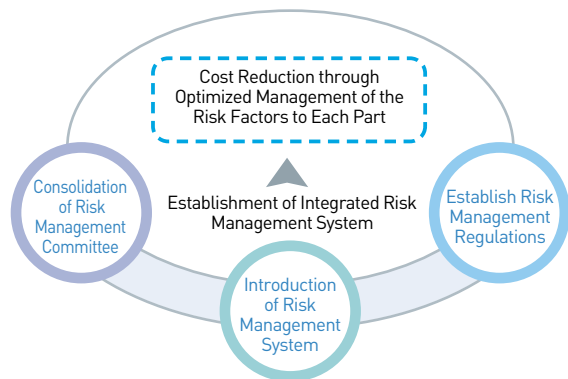 Cost Reduction through
Optimized Management of the
Risk Factors to Each Part
Consolidation
of Risk
Management
Committee
Establishment of Integrated Risk
Management System
Establish Risk
Management
Regulations
Introduction
of Risk
Management
System